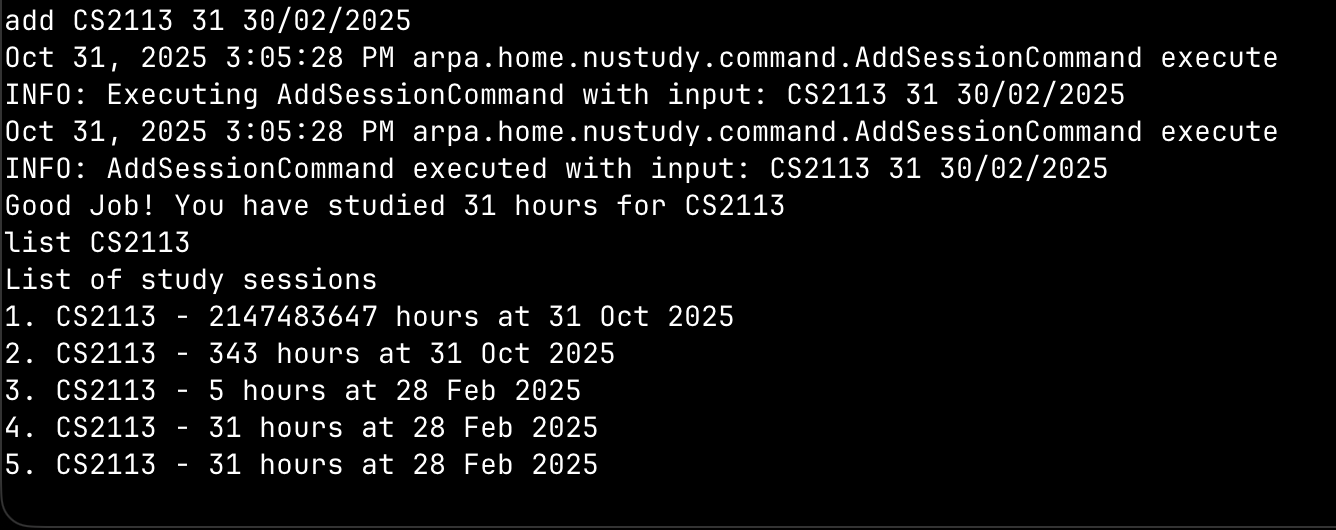 add CS2113 31 30/02/2025
Oct 31, 2025 3:05:28 PM arpa.home.nustudy.command.AddSessionCommand execute
INFO: Executing AddSessionCommand with input: CS2113 31 30/02/2025
Oct 31, 2025 3:05:28 PM arpa.home.nustudy.command.AddSessionCommand execute
INFO: AddSessionCommand executed with input: CS2113 31 30/02/2025
Good Job! You have studied 31 hours for CS2113
list CS2113
List of study sessions
1. CS2113 - 2147483647 hours at 31 Oct 2025
2. CS2113 - 343 hours at 31 Oct 2025
3. CS2113 - 5 hours at 28 Feb 2025
4. CS2113 - 31 hours at 28 Feb 2025
5. CS2113 - 31 hours at 28 Feb 2025